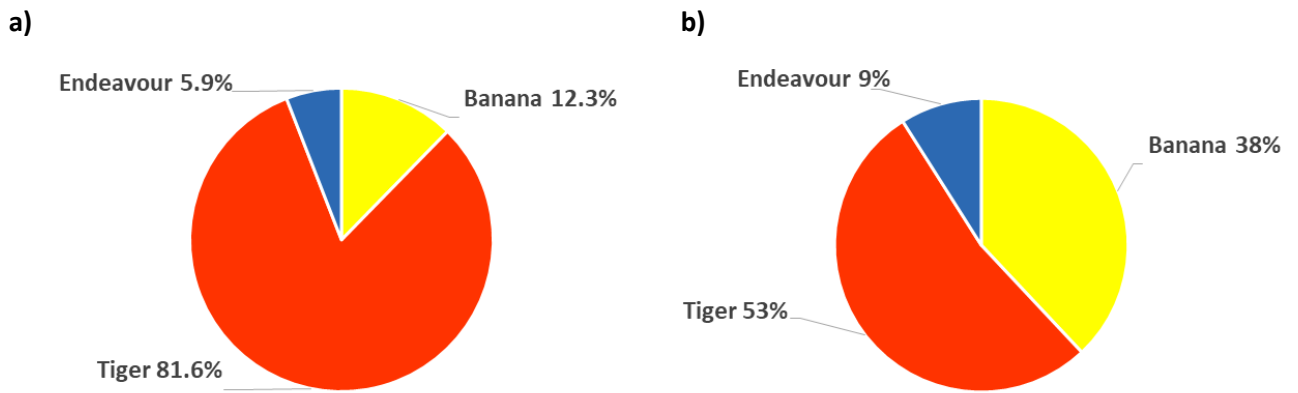 a)
Endeavour 5.9%
Banana 12.3%
Tiger 81.6%
b)
Endeavour 9%
Banana 38%
Tiger 53%